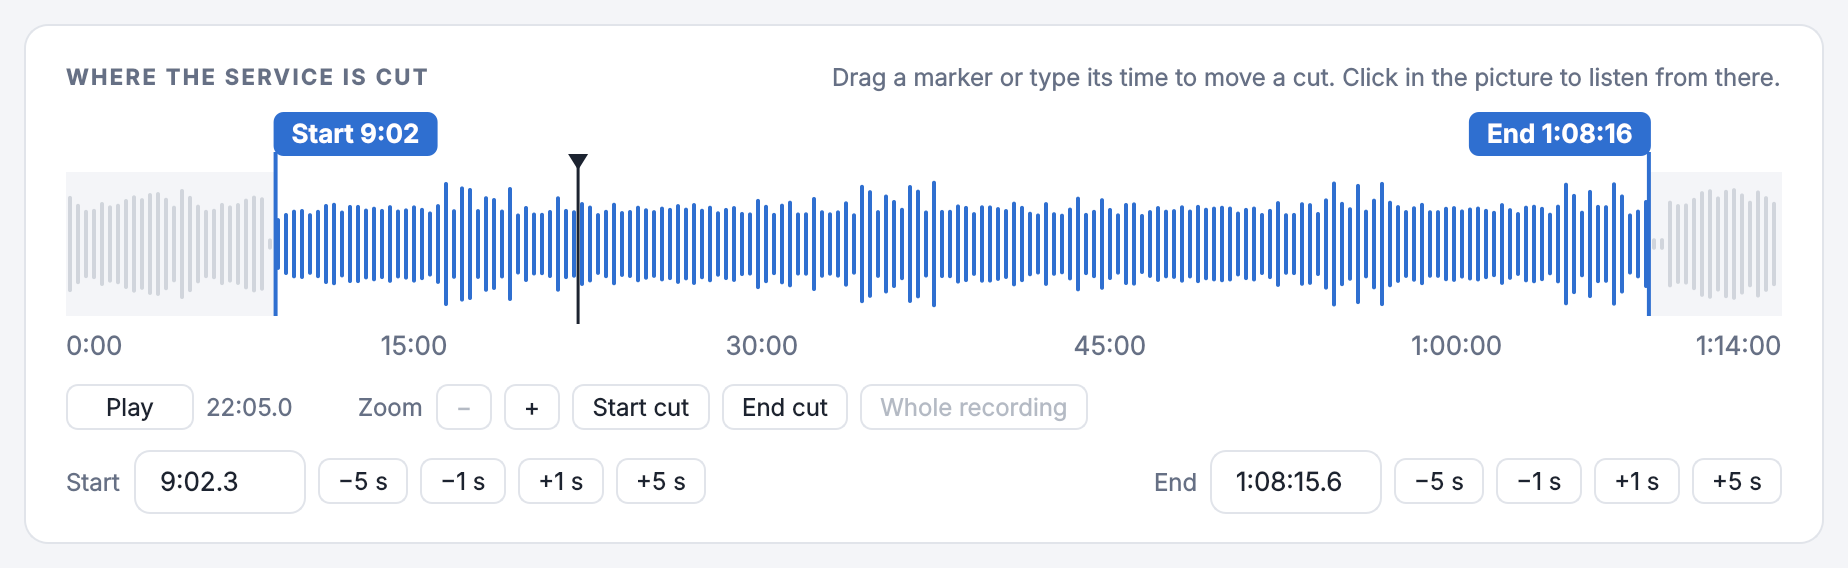 WHERE THE SERVICE IS CUT
Drag a marker or type its time to move a cut. Click in the picture to listen from there.
Start 9:02
End 1:08:16
0:00 15:00 30:00 45:00 1:00:00 1:14:00
Play 22:05.0 Zoom − + Start cut End cut Whole recording
Start 9:02.3 −5 s −1 s +1 s +5 s
End 1:08:15.6 −5 s −1 s +1 s +5 s